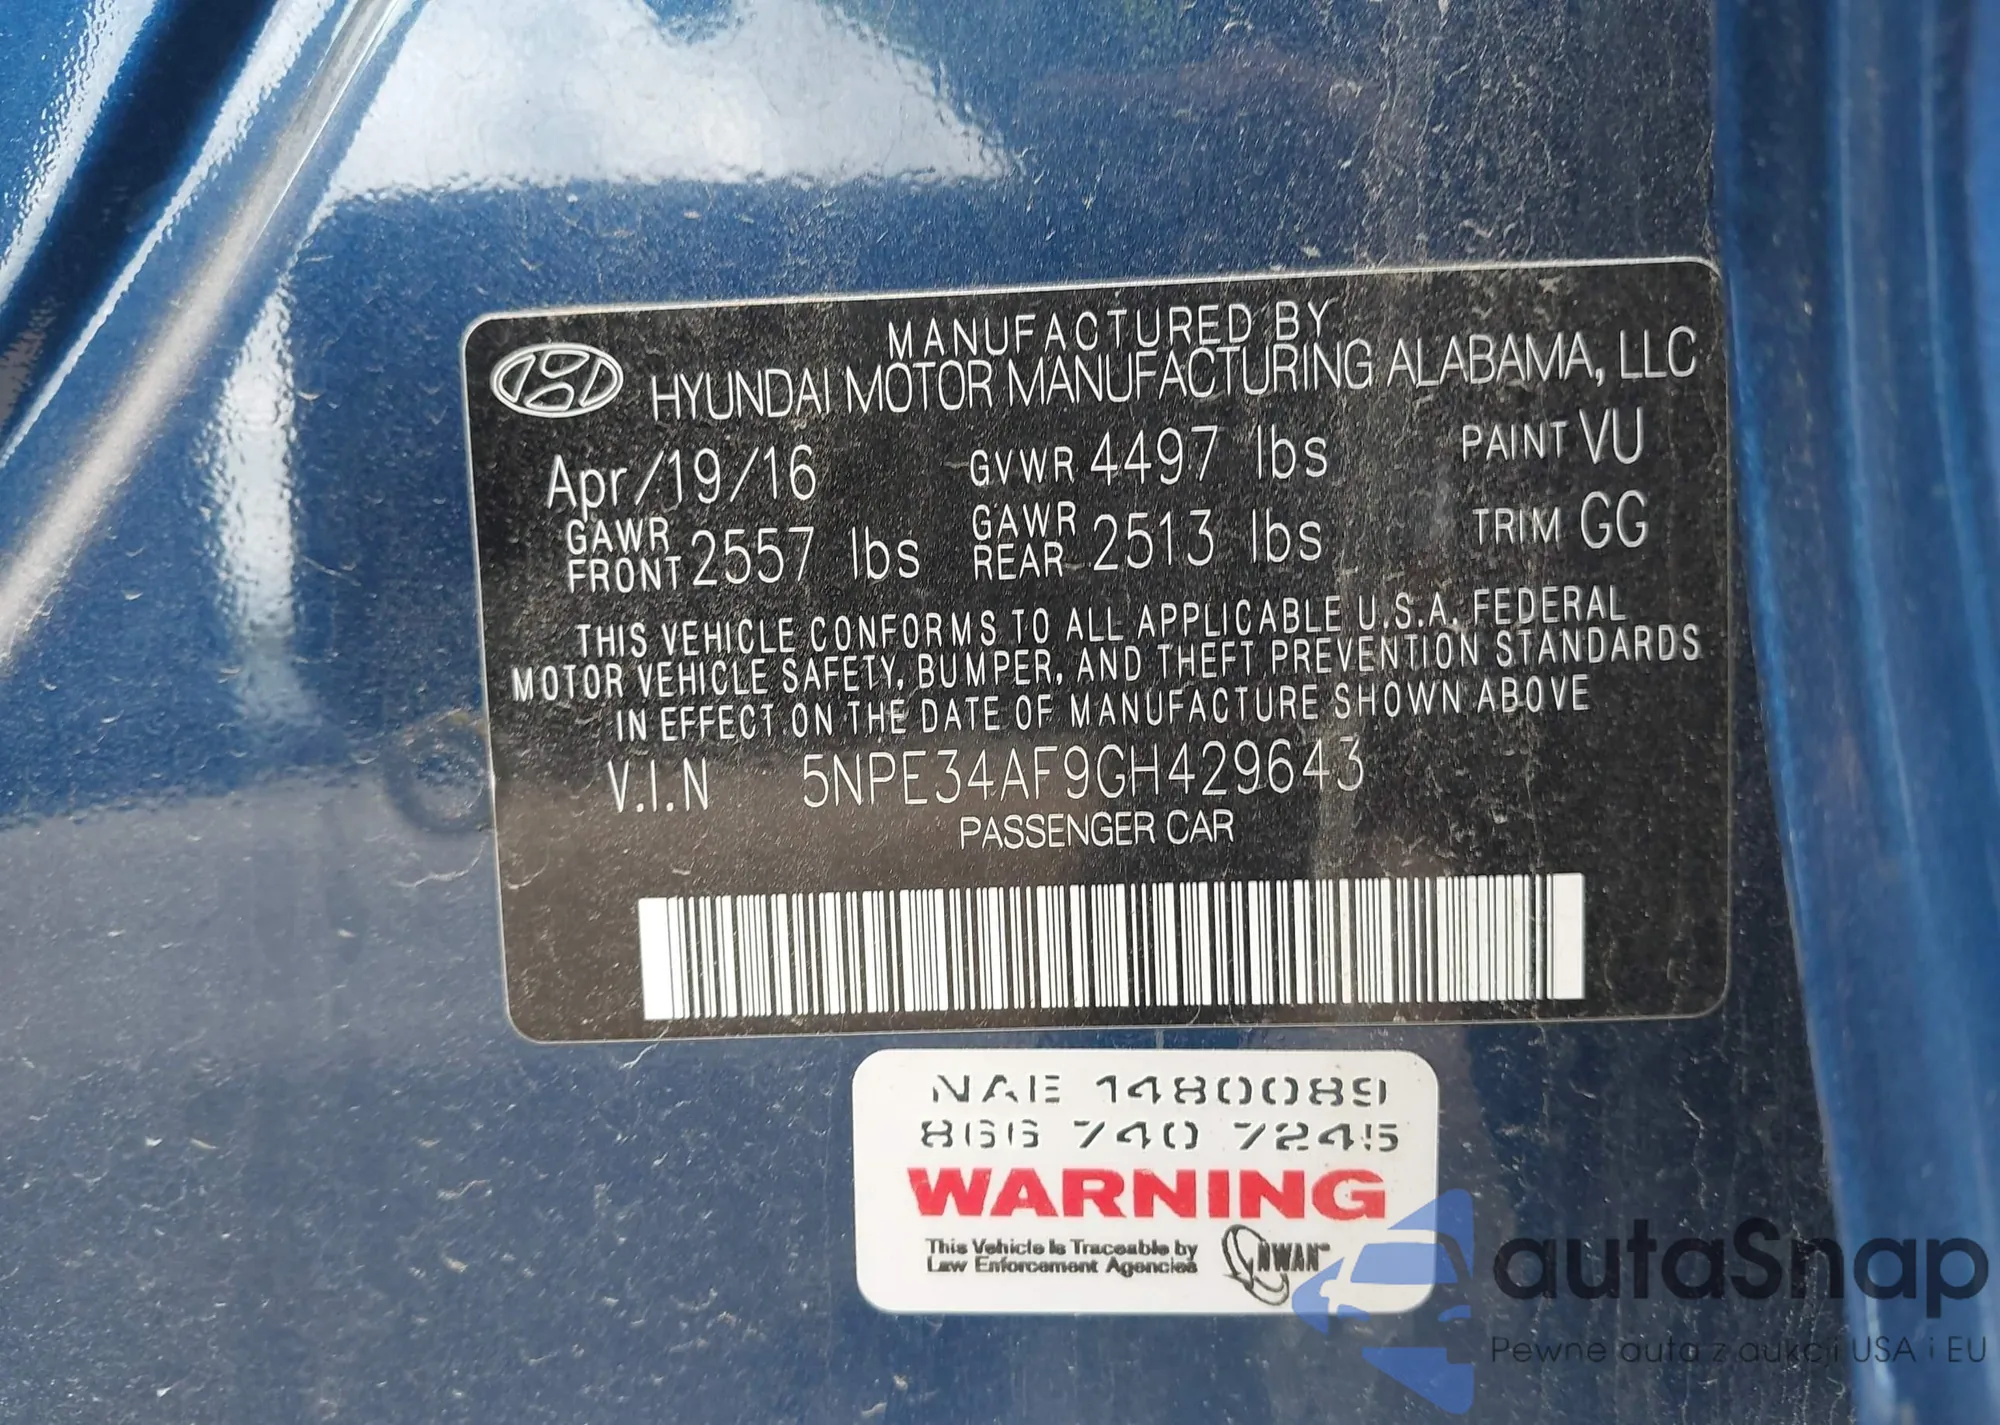 MANUFACTURED BY
HYUNDAI MOTOR MANUFACTURING ALABAMA, LLC
Apr/19/16 GVWR 4497 lbs PAINT VU
GAWR FRONT 2557 lbs GAWR REAR 2513 lbs TRIM GG
THIS VEHICLE CONFORMS TO ALL APPLICABLE U.S.A. FEDERAL
MOTOR VEHICLE SAFETY, BUMPER, AND THEFT PREVENTION STANDARDS
IN EFFECT ON THE DATE OF MANUFACTURE SHOWN ABOVE
V.I.N 5NPE34AF9GH429643
PASSENGER CAR
NAE 1480089
866 740 7245
WARNING
This Vehicle Is Traceable by
Law Enforcement Agencies
NWAN
autaSnap
Pewne auta z aukcji USA i EU